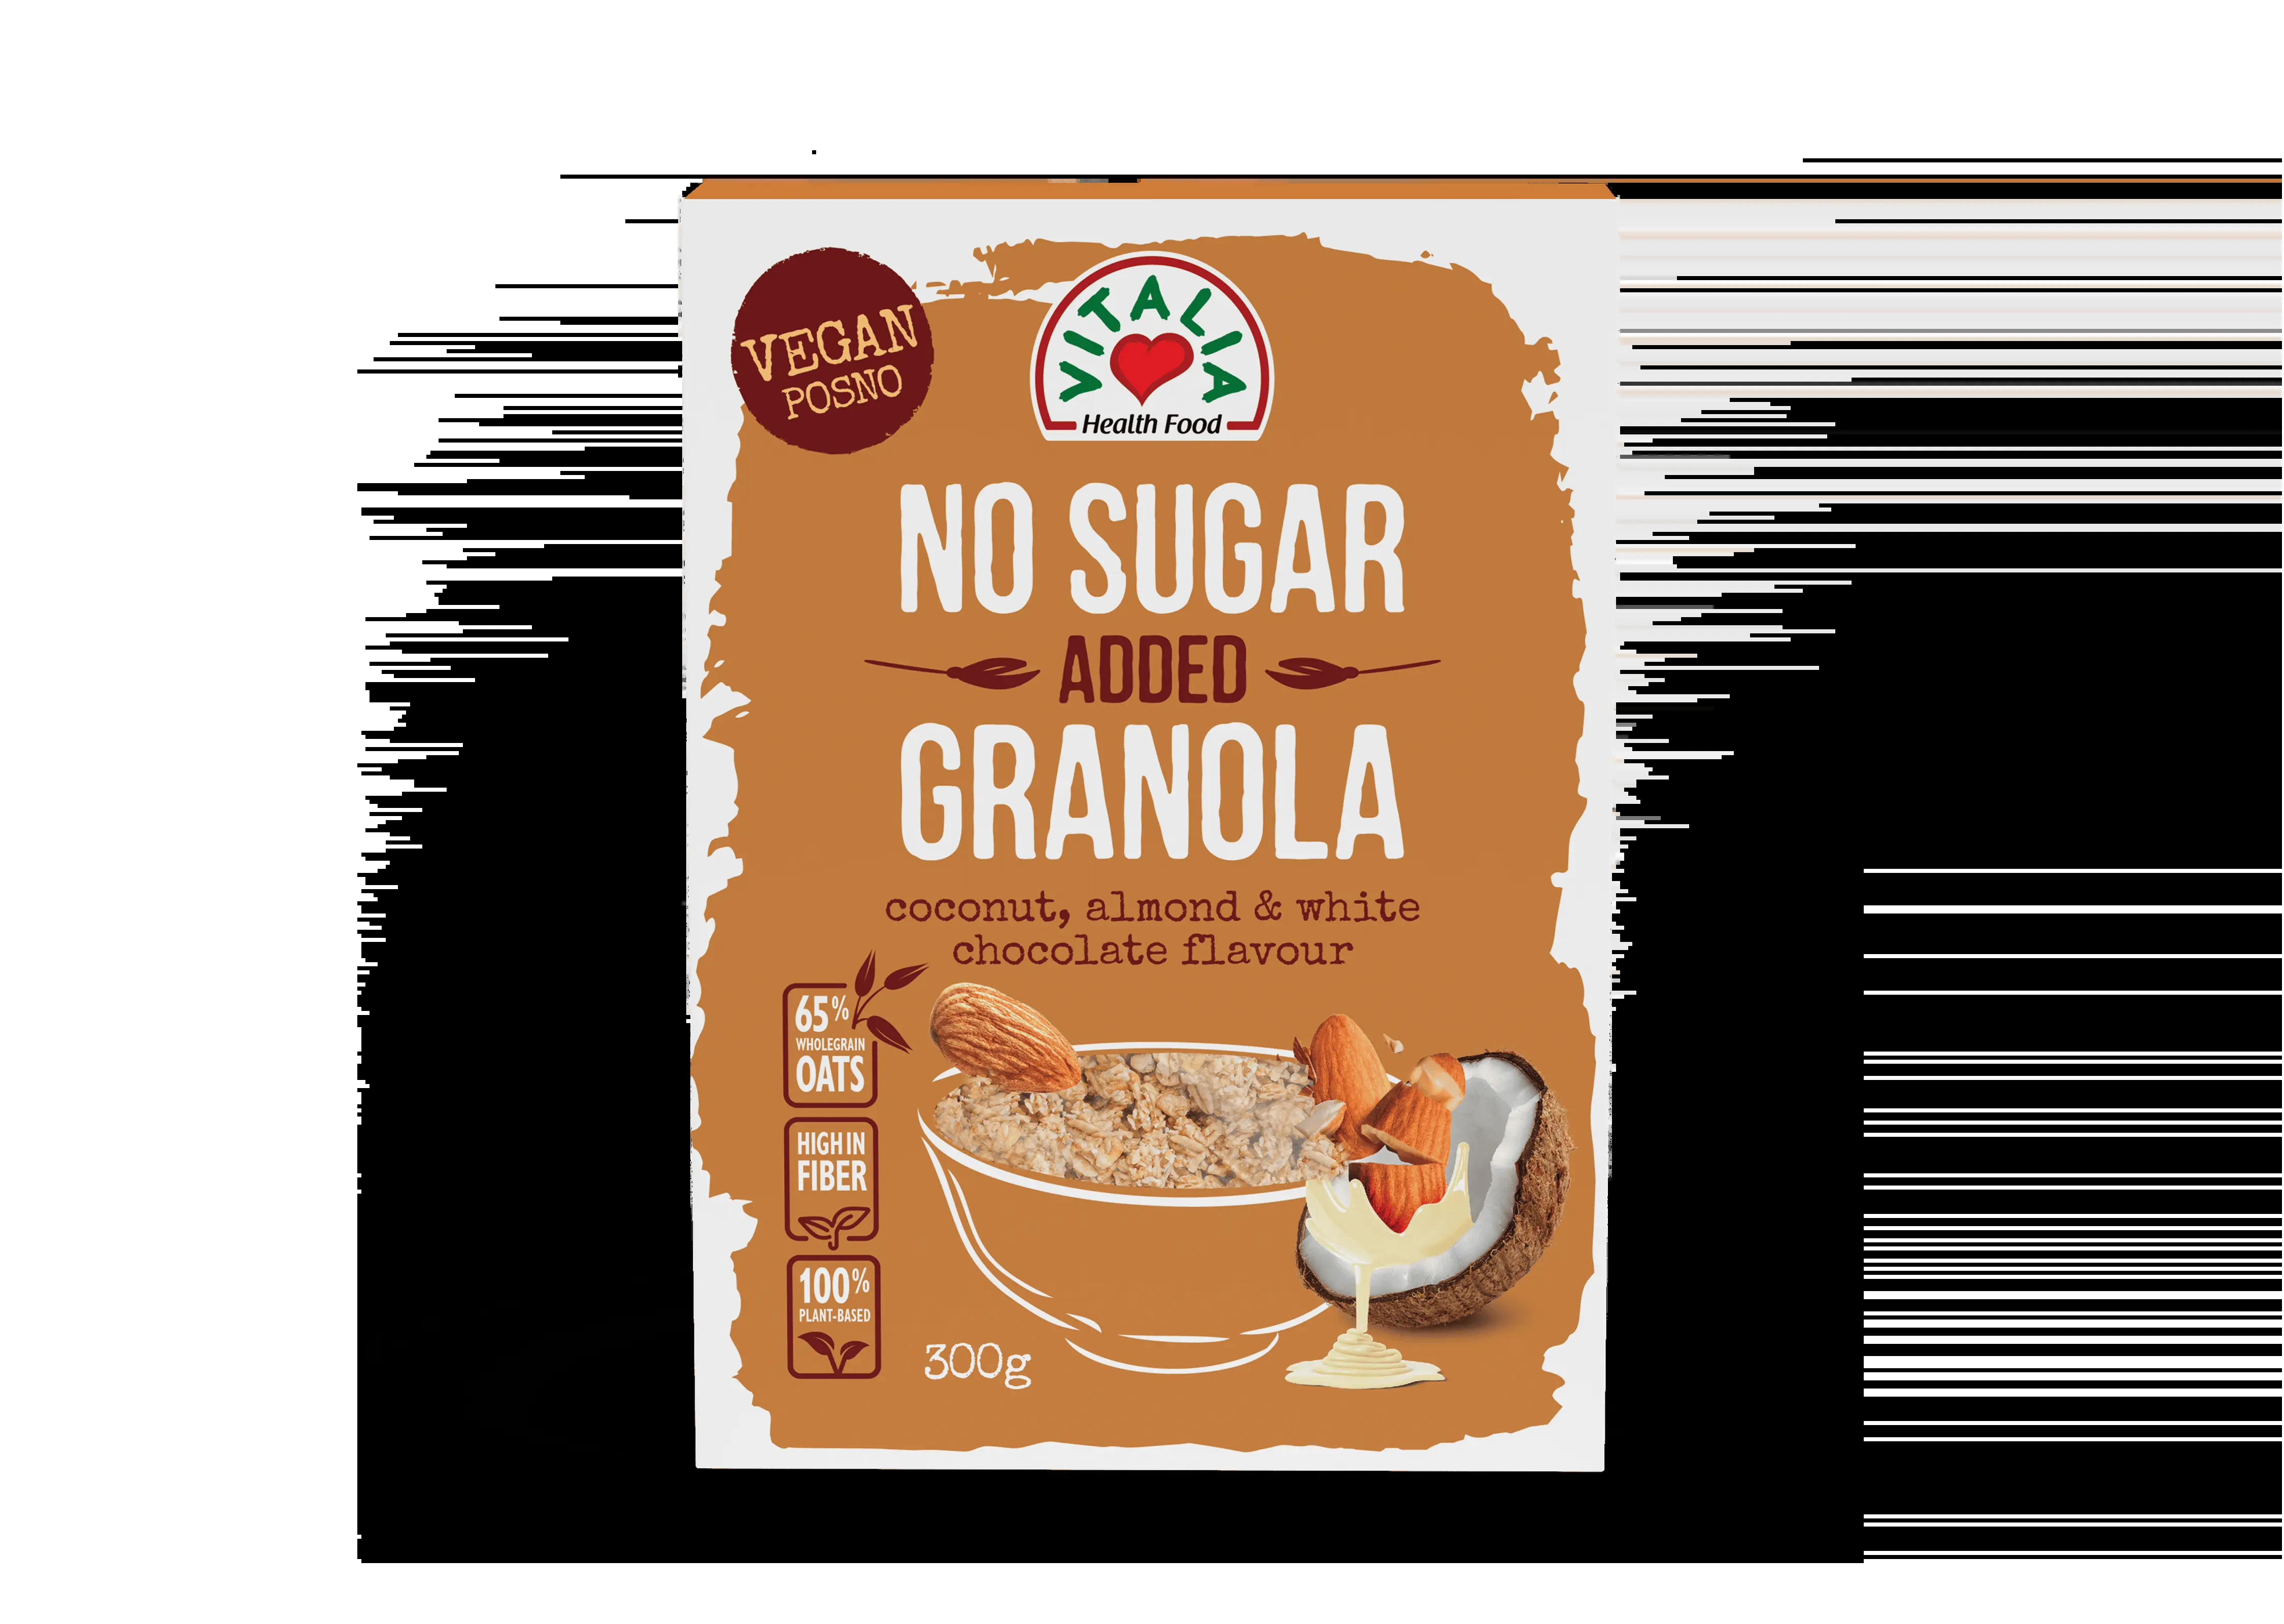 VEGAN
POSNO
VITALIA
Health Food
NO SUGAR
ADDED
GRANOLA
coconut, almond & white
chocolate flavour
65%
WHOLEGRAIN
OATS
HIGH IN
FIBER
100%
PLANT-BASED
300g